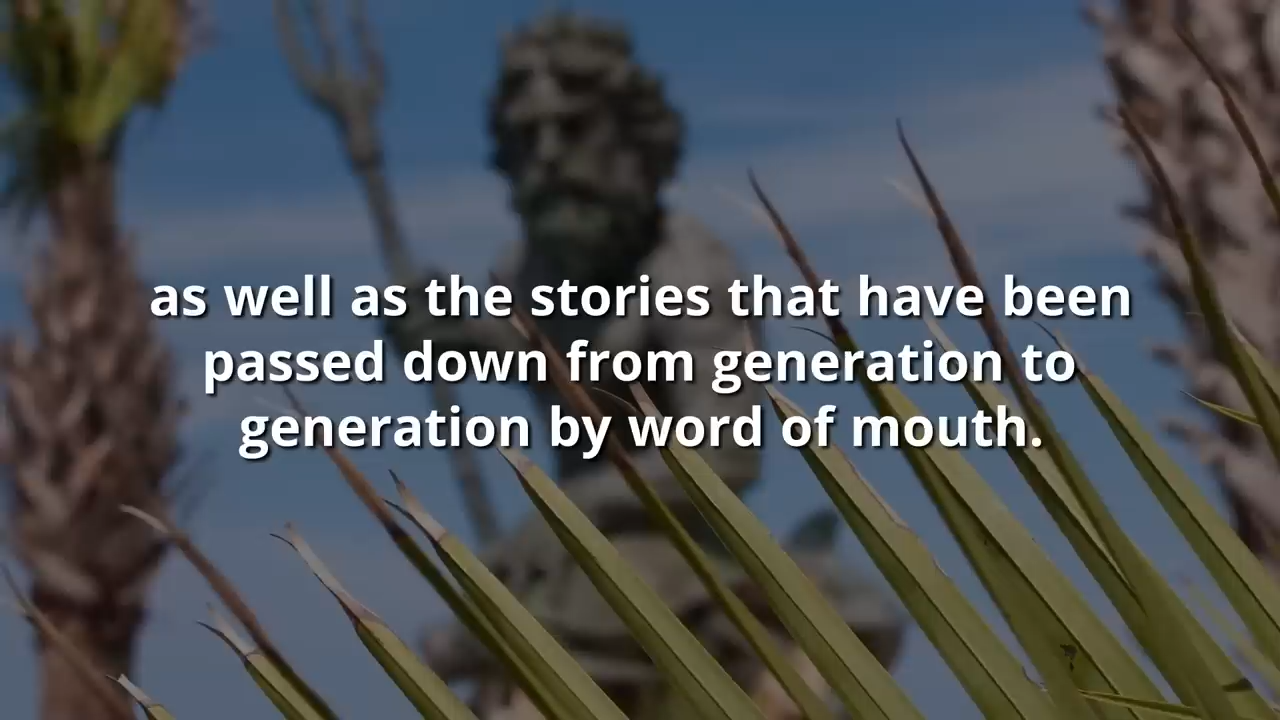 as well as the stories that have been
passed down from generation to
generation by word of mouth.